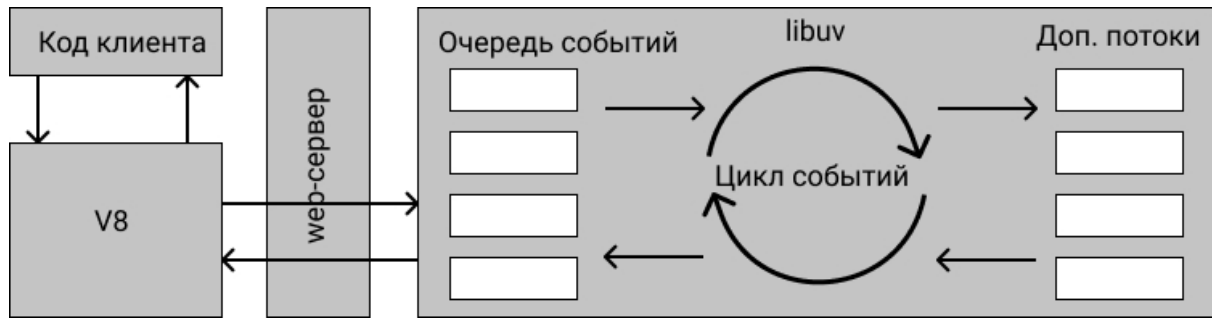 Код клиента
V8
web-сервер
Очередь событий
libuv
Цикл событий
Доп. потоки